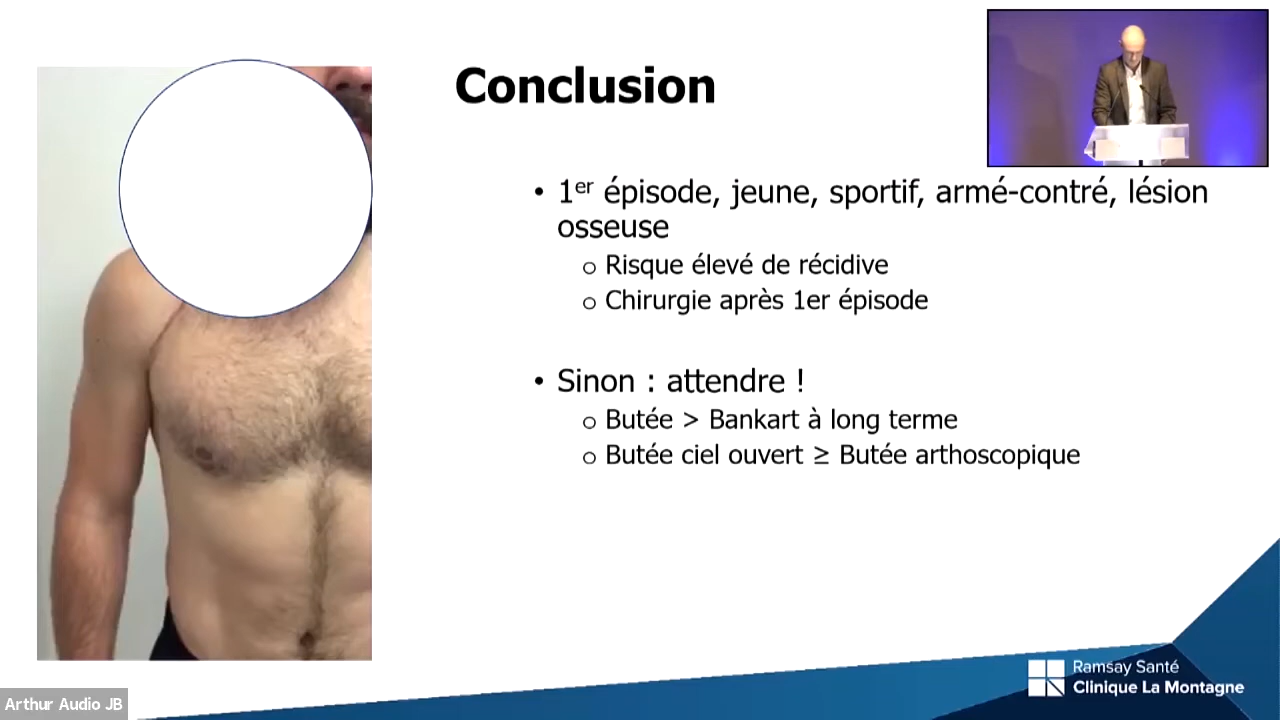 Conclusion
• 1er épisode, jeune, sportif, armé-contré, lésion
osseuse
o Risque élevé de récidive
o Chirurgie après 1er épisode
• Sinon : attendre !
o Butée > Bankart à long terme
o Butée ciel ouvert ≥ Butée arthoscopique
Ramsay Santé
Clinique La Montagne
Arthur Audio JB